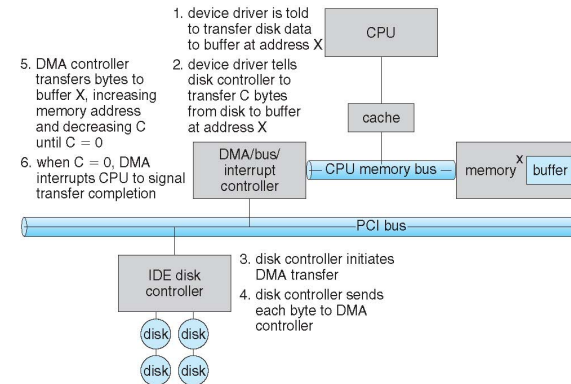 1. device driver is told
to transfer disk data
to buffer at address X
CPU
2. device driver tells
disk controller to
transfer C bytes
from disk to buffer
at address X
5. DMA controller
transfers bytes to
buffer X, increasing
memory address
and decreasing C
until C = 0
6. when C = 0, DMA
interrupts CPU to signal
transfer completion
cache
DMA/bus/
interrupt
controller
CPU memory bus
memory
X
buffer
PCI bus
IDE disk
controller
3. disk controller initiates
DMA transfer
4. disk controller sends
each byte to DMA
controller
disk disk
disk disk